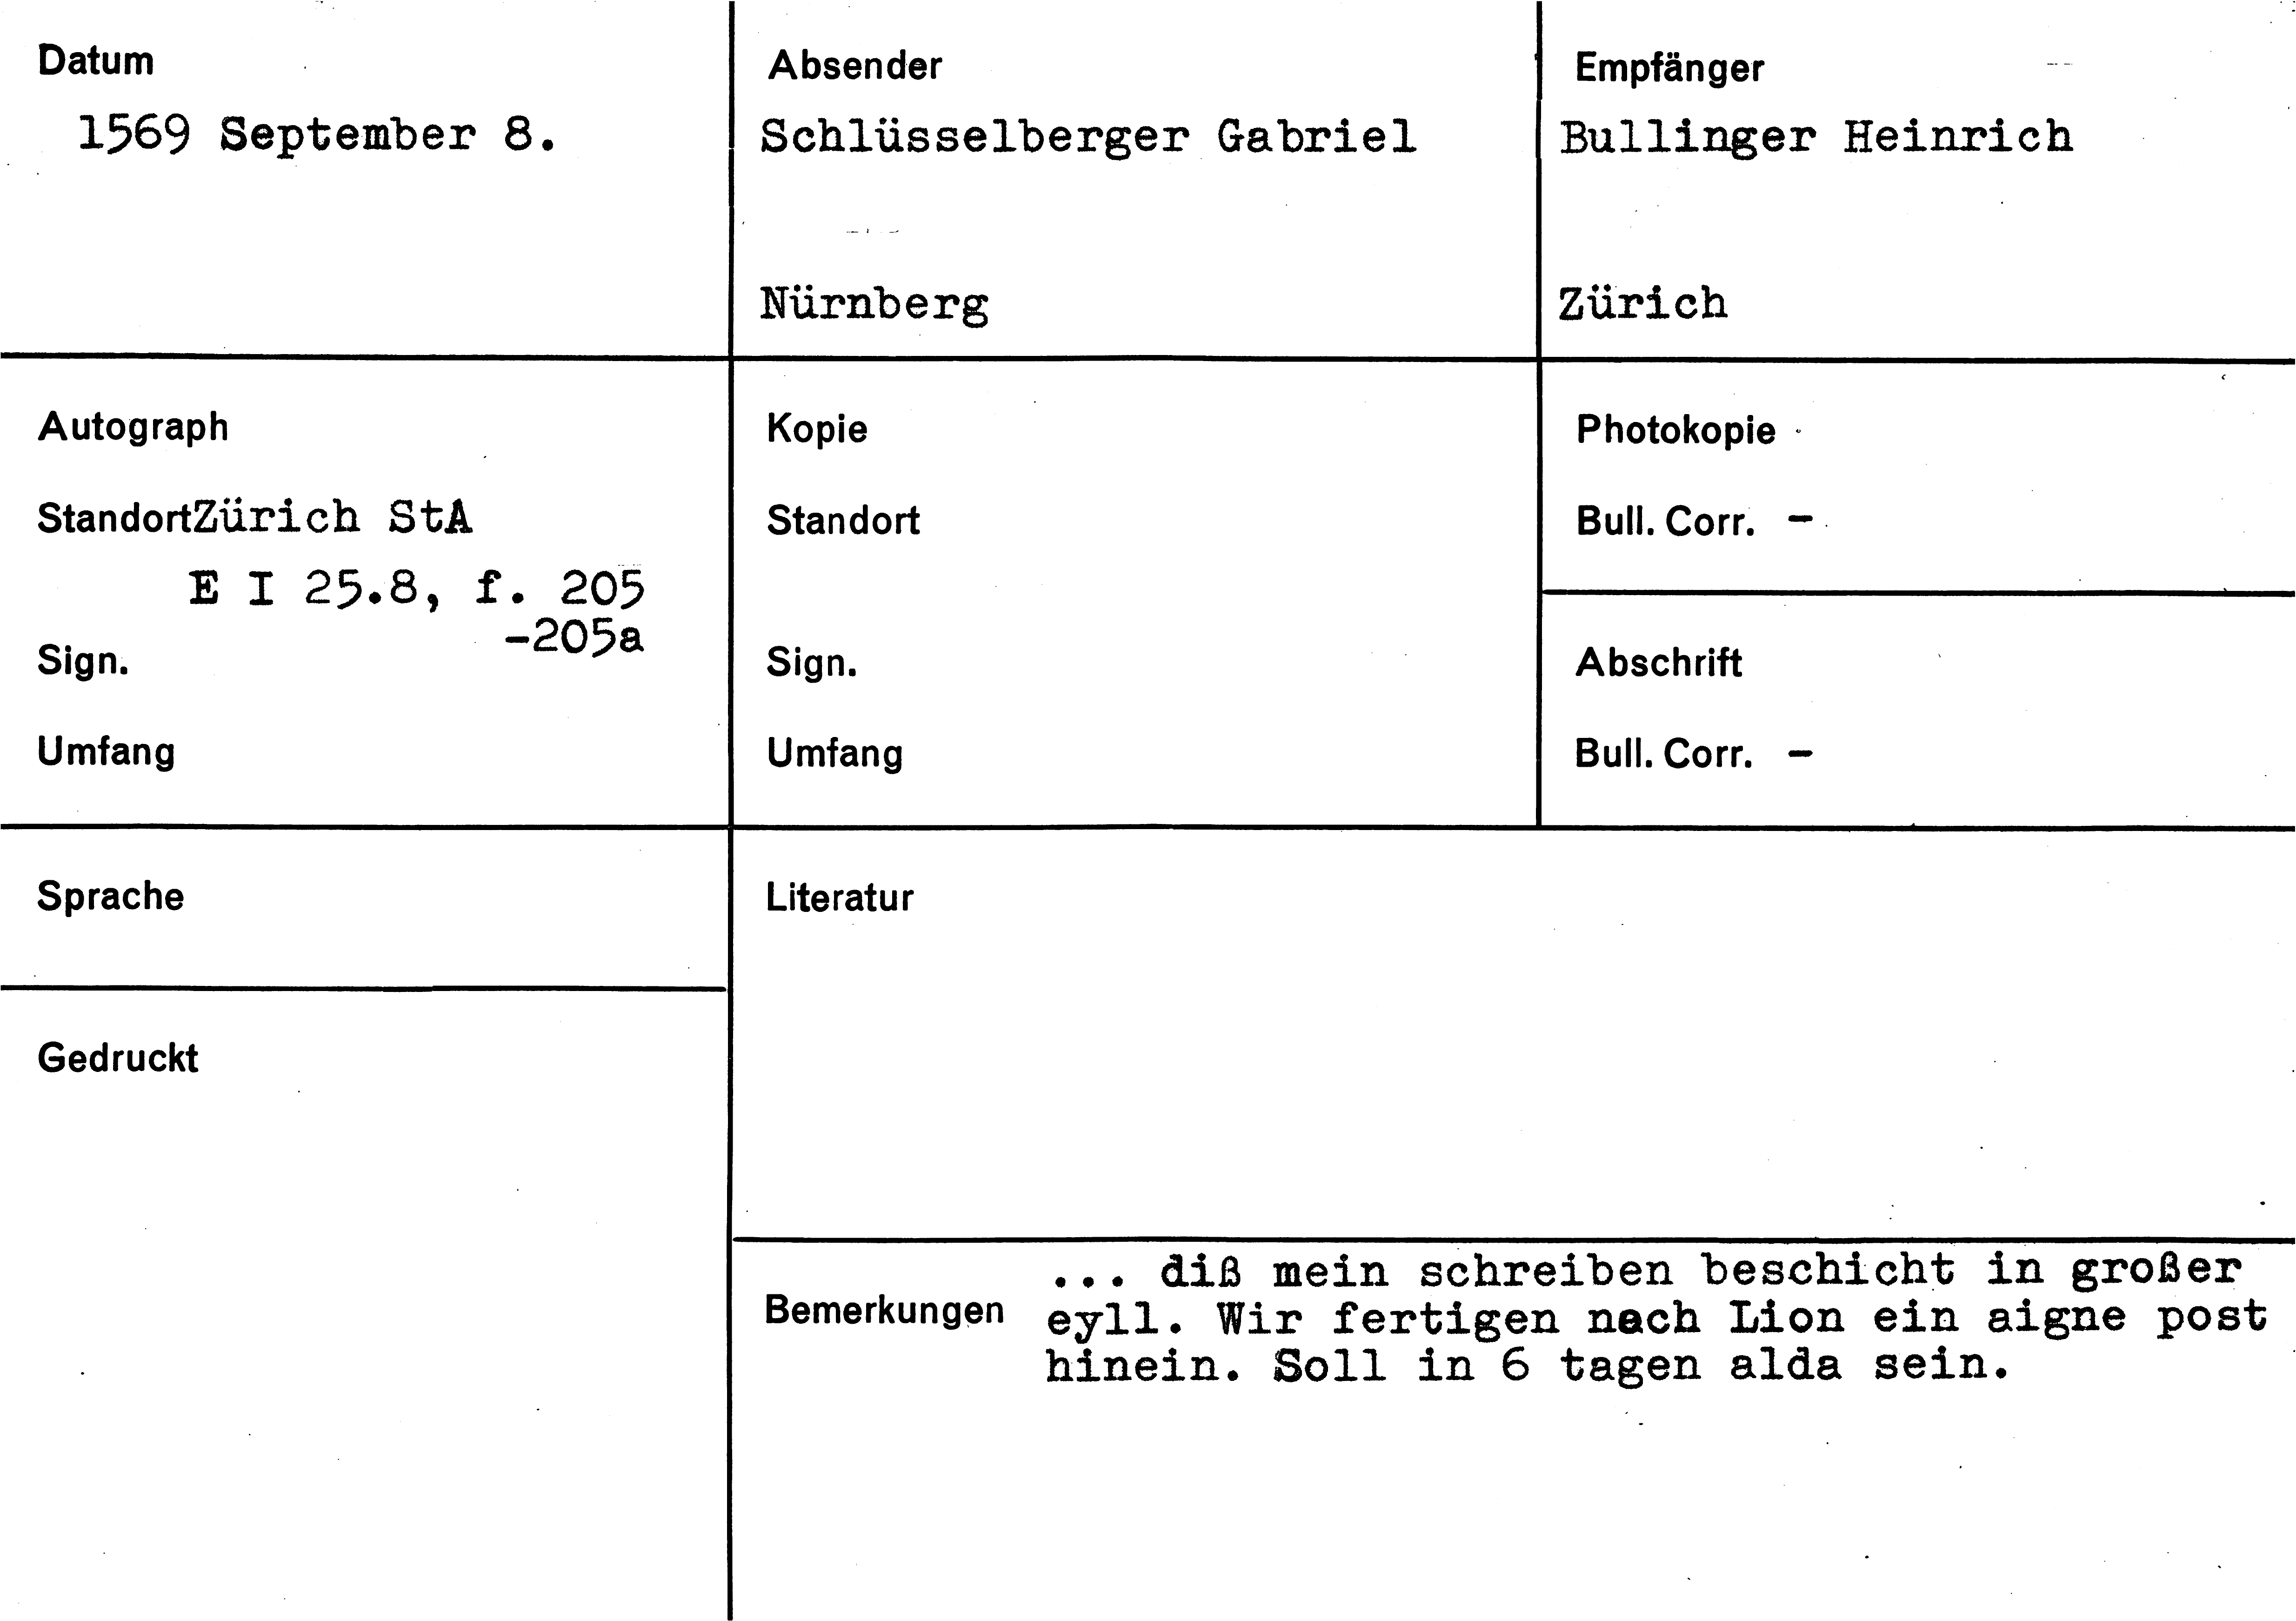 Datum
1569 September 8.
Absender
Schlüsselberger Gabriel
Nürnberg
Empfänger
Bullinger Heinrich
Zürich
Autograph
Standort Zürich StA
E I 25.8, f. 205
-205a
Sign.
Umfang
Kopie
Standort
Sign.
Umfang
Photokopie
Bull. Corr. -
Abschrift
Bull. Corr. -
Sprache
Gedruckt
Literatur
Bemerkungen
... diß mein schreiben beschicht in großer
eyll. Wir fertigen nach Lion ein aigne post
hinein. Soll in 6 tagen alda sein.